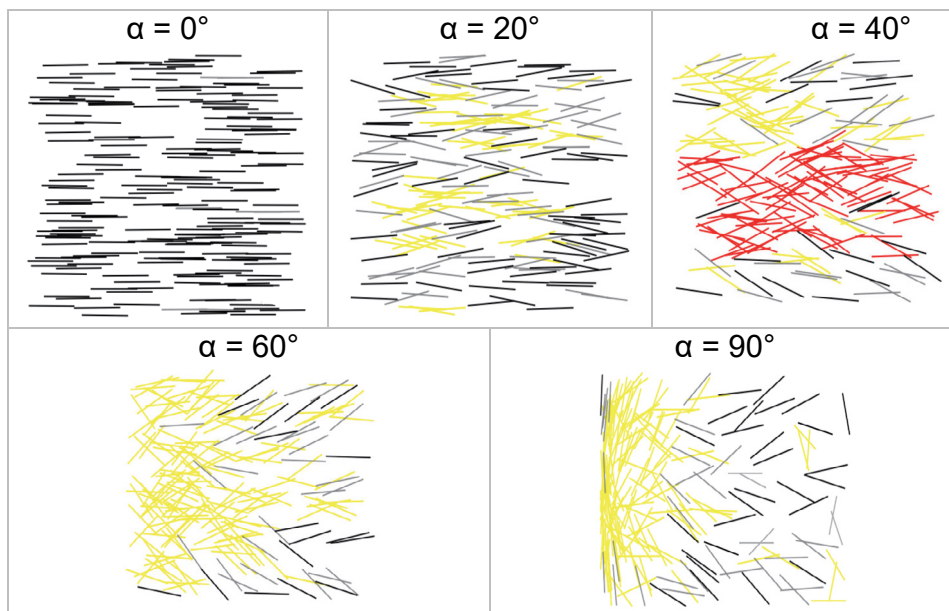 α = 0°
α = 20°
α = 40°
α = 60°
α = 90°